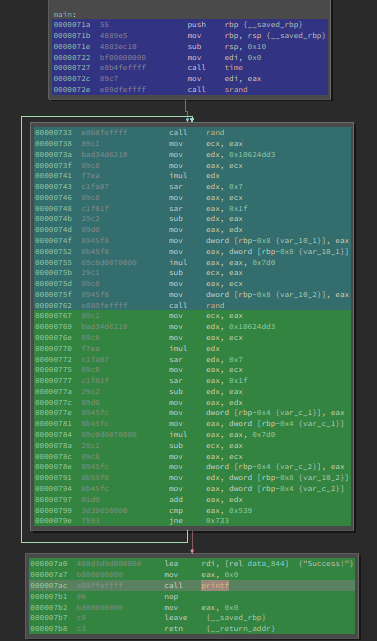 main:
0000071a 55 push rbp {__saved_rbp}
0000071b 4889e5 mov rbp, rsp {__saved_rbp}
0000071e 4883ec10 sub rsp, 0x10
00000722 bf00000000 mov edi, 0x0
00000727 e8b4feffff call time
0000072c 89c7 mov edi, eax
0000072e e89dfeffff call srand
00000733 e8b8feffff call rand
00000738 89c1 mov ecx, eax
0000073a bad34d6210 mov edx, 0x10624dd3
0000073f 89c8 mov eax, ecx
00000741 f7ea imul edx
00000743 c1fa07 sar edx, 0x7
00000746 89c8 mov eax, ecx
00000748 c1f81f sar eax, 0x1f
0000074b 29c2 sub edx, eax
0000074d 89d0 mov eax, edx
0000074f 8945f8 mov dword [rbp-0x8 {var_10_1}], eax
00000752 8b45f8 mov eax, dword [rbp-0x8 {var_10_1}]
00000755 69c0d0070000 imul eax, eax, 0x7d0
0000075b 29c1 sub ecx, eax
0000075d 89c8 mov eax, ecx
0000075f 8945f8 mov dword [rbp-0x8 {var_10_2}], eax
00000762 e889feffff call rand
00000767 89c1 mov ecx, eax
00000769 bad34d6210 mov edx, 0x10624dd3
0000076e 89c8 mov eax, ecx
00000770 f7ea imul edx
00000772 c1fa07 sar edx, 0x7
00000775 89c8 mov eax, ecx
00000777 c1f81f sar eax, 0x1f
0000077a 29c2 sub edx, eax
0000077c 89d0 mov eax, edx
0000077e 8945fc mov dword [rbp-0x4 {var_c_1}], eax
00000781 8b45fc mov eax, dword [rbp-0x4 {var_c_1}]
00000784 69c0d0070000 imul eax, eax, 0x7d0
0000078a 29c1 sub ecx, eax
0000078c 89c8 mov eax, ecx
0000078e 8945fc mov dword [rbp-0x4 {var_c_2}], eax
00000791 8b55f8 mov edx, dword [rbp-0x8 {var_10_2}]
00000794 8b45fc mov eax, dword [rbp-0x4 {var_c_2}]
00000797 01d0 add eax, edx
00000799 3d39050000 cmp eax, 0x539
0000079e 7593 jne 0x733
000007a0 488d3d9d000000 lea rdi, [rel data_844] {"Success!"}
000007a7 b800000000 mov eax, 0x0
000007ac e80ffeffff call printf
000007b1 90 nop
000007b2 b800000000 mov eax, 0x0
000007b7 c9 leave {__saved_rbp}
000007b8 c3 retn {__return_addr}